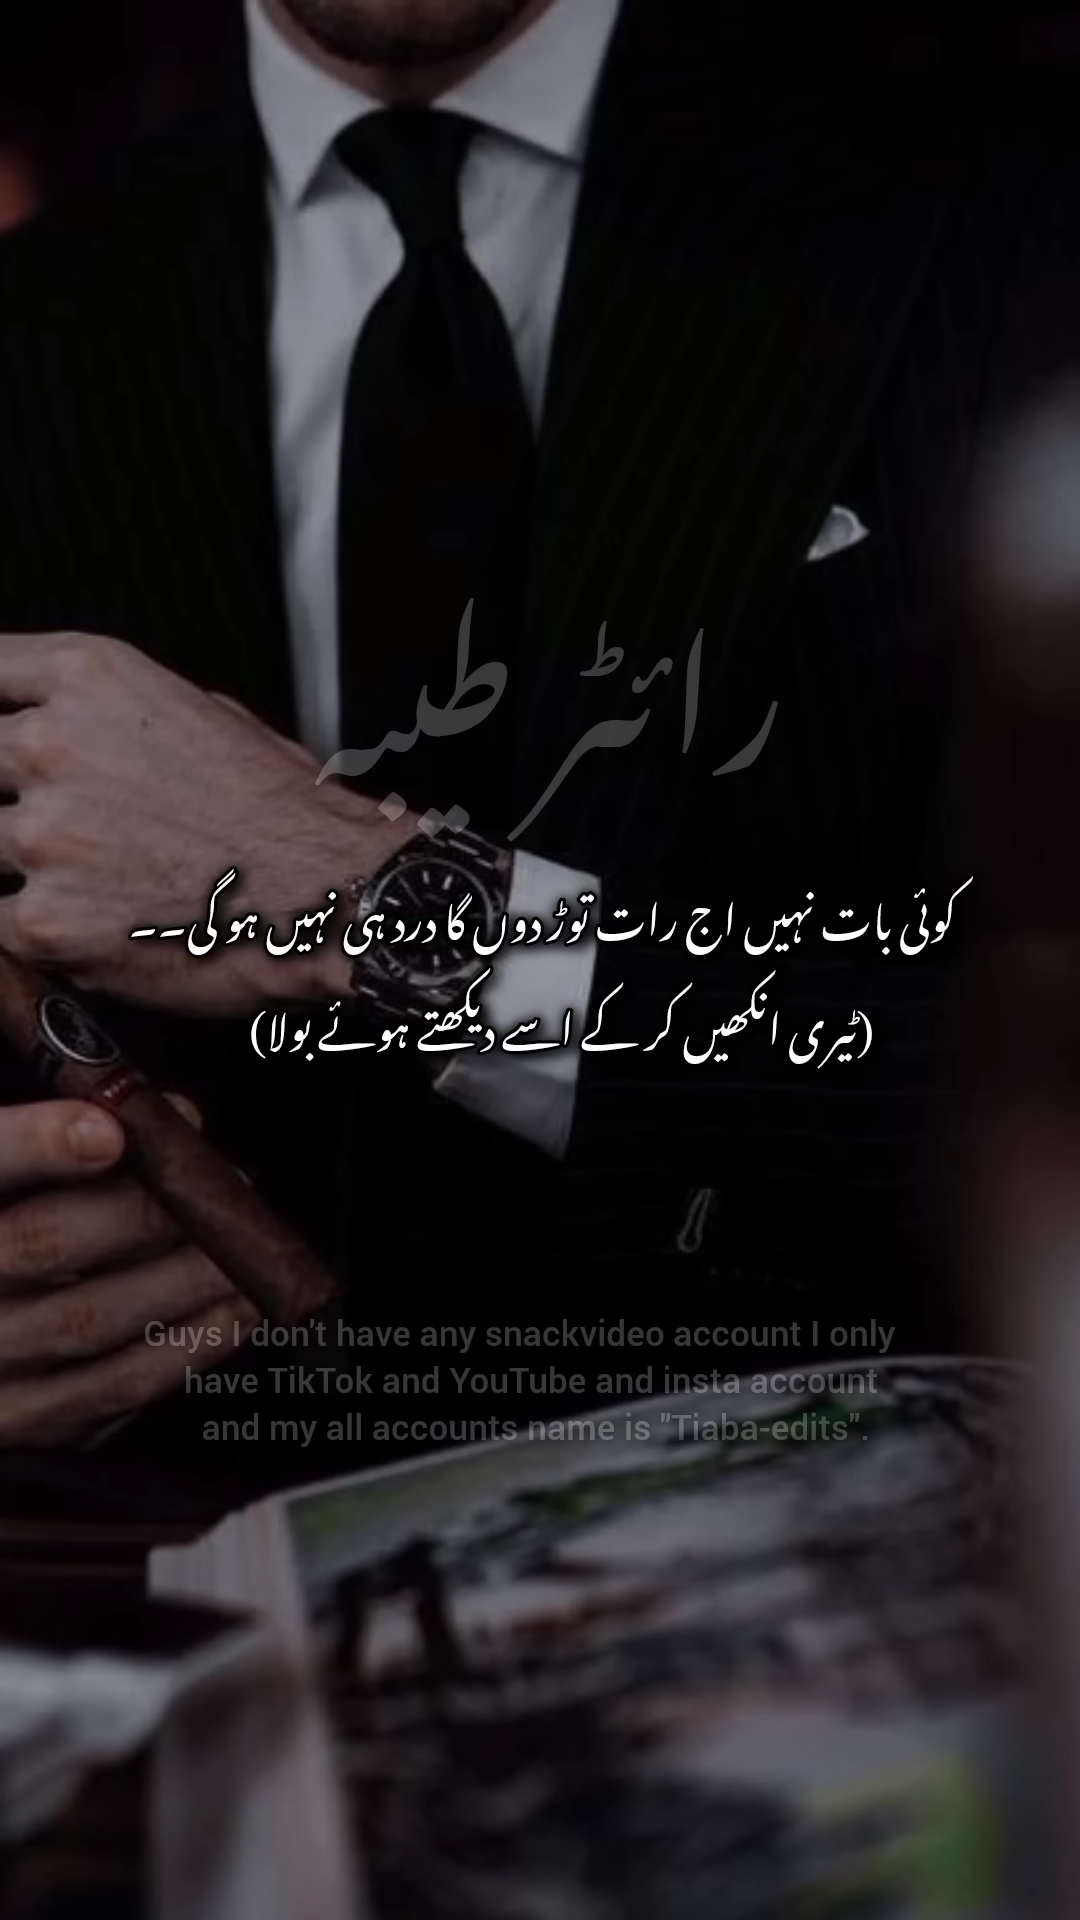 رائٹر طیبہ
کوئی بات نہیں اج رات توڑ دوں گا درد ہی نہیں ہو گی۔۔
(ٹیری انکھیں کر کے اسے دیکھتے ہوئے بولا)
Guys I don't have any snackvideo account I only
have TikTok and YouTube and insta account
and my all accounts name is "Tiaba-edits".